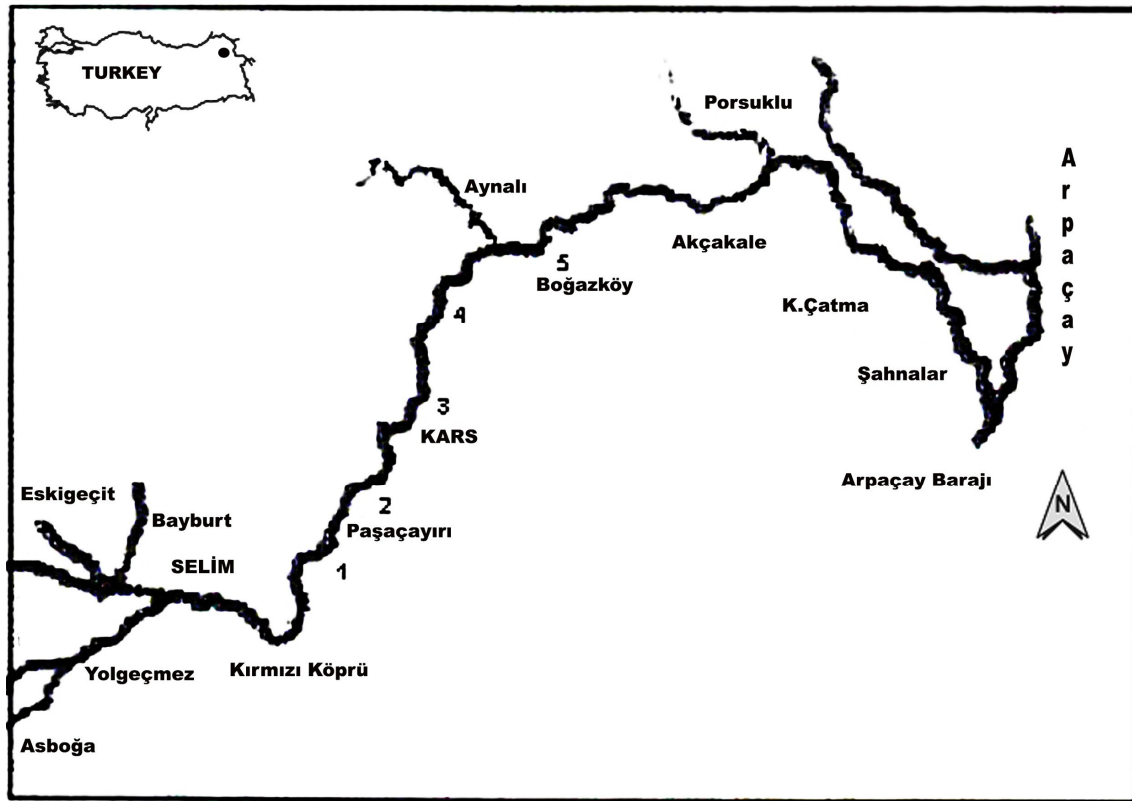 TURKEY
Porsuklu
Arpaçay
Aynalı
Akçakale
5
Boğazköy
K.Çatma
4
Şahnalar
3
KARS
Arpaçay Barajı
Eskigeçit
2
N
Bayburt
Paşaçayırı
SELİM
1
Yolgeçmez
Kırmızı Köprü
Asboğa